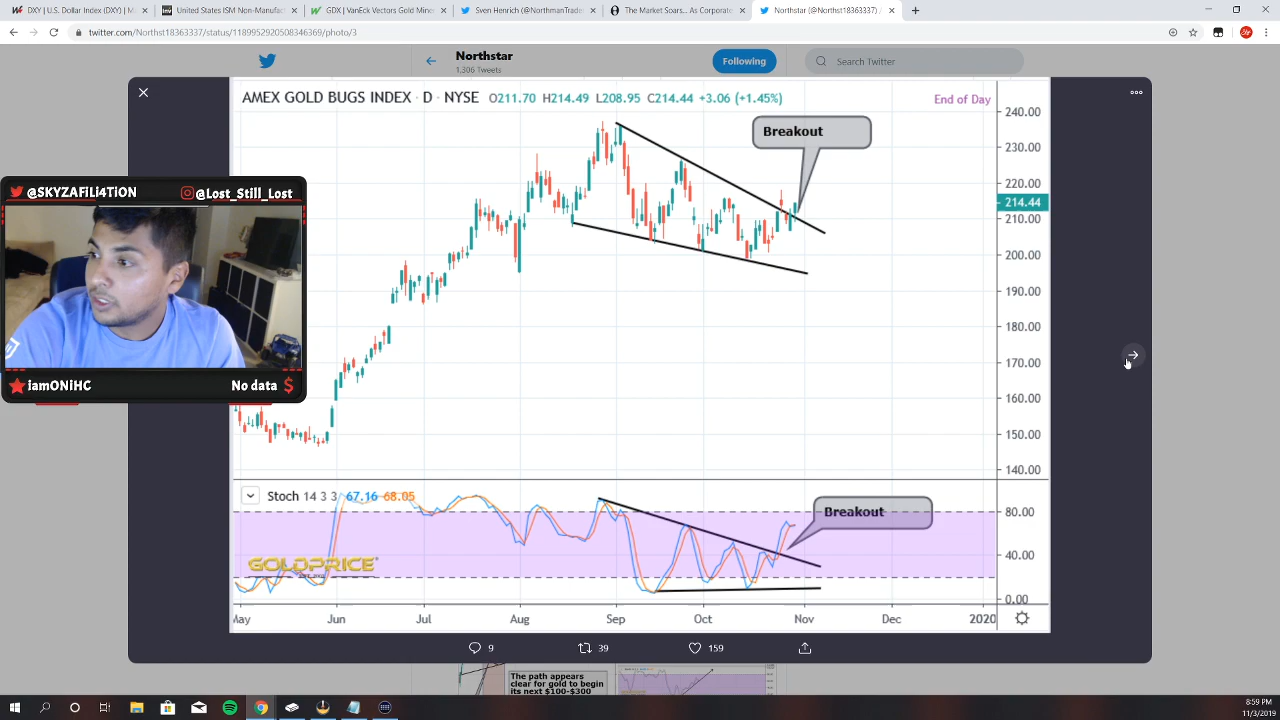 DXY | U.S. Dollar Index (DXY) | M
United States ISM Non-Manufac
GDX | VanEck Vectors Gold Mine
Sven Henrich (@NorthmanTrade
The Market Soars... As Corporate
Northstar (@Northst18363337) /
twitter.com/Northst18363337/status/1189952920508346369/photo/3
Northstar
1,306 Tweets
Following
Search Twitter
AMEX GOLD BUGS INDEX · D · NYSE O211.70 H214.49 L208.95 C214.44 +3.06 (+1.45%)
End of Day
240.00
Breakout
230.00
220.00
214.44
210.00
200.00
190.00
180.00
170.00
160.00
150.00
140.00
@SKYZAFILI4TION
@Lost_Still_Lost
iamONiHC
No data $
Stoch 14 3 3 67.16 68.05
Breakout
80.00
40.00
0.00
GOLDPRICE
May Jun Jul Aug Sep Oct Nov Dec 2020
9 39 159
The path appears
clear for gold to begin
its next $100-$300
8:59 PM
11/3/2019